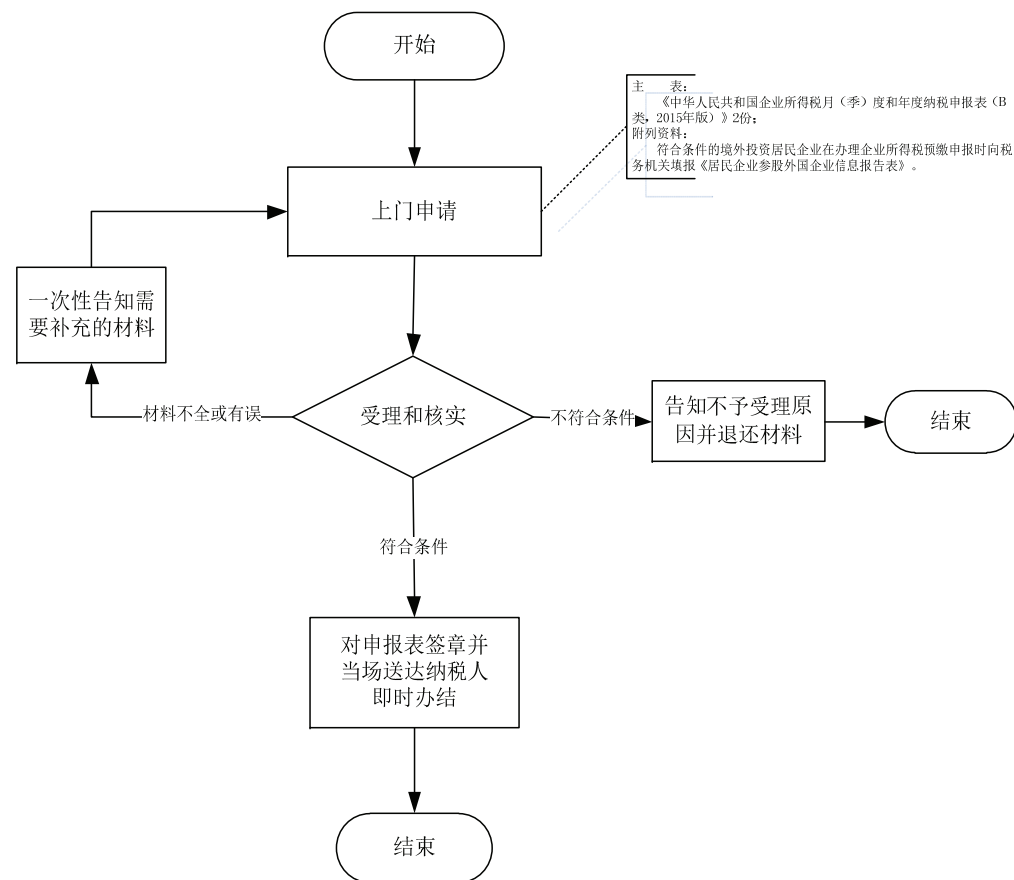 开始
主　　表：
《中华人民共和国企业所得税月（季）度和年度纳税申报表（B
类，2015年版）》2份；
附列资料：
符合条件的境外投资居民企业在办理企业所得税预缴申报时向税
务机关填报《居民企业参股外国企业信息报告表》。
上门申请
一次性告知需
要补充的材料
材料不全或有误
受理和核实
不符合条件
告知不予受理原
因并退还材料
结束
符合条件
对申报表签章并
当场送达纳税人
即时办结
结束